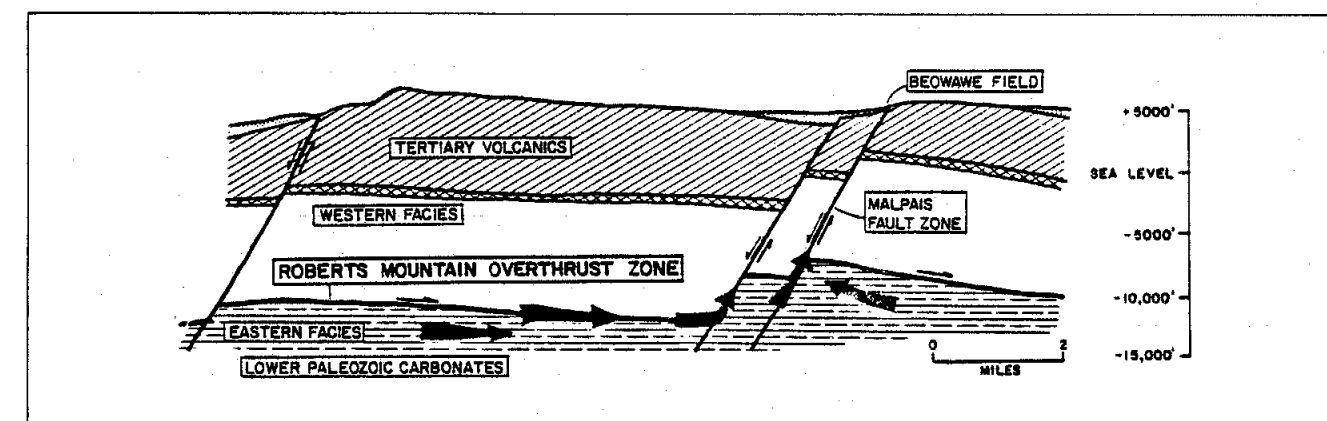 BEOWAWE FIELD
+5000'
TERTIARY VOLCANICS
SEA LEVEL
WESTERN FACIES
MALPAIS
FAULT ZONE
-5000'
ROBERTS MOUNTAIN OVERTHRUST ZONE
-10,000'
EASTERN FACIES
LOWER PALEOZOIC CARBONATES
0 2
MILES
-15,000'